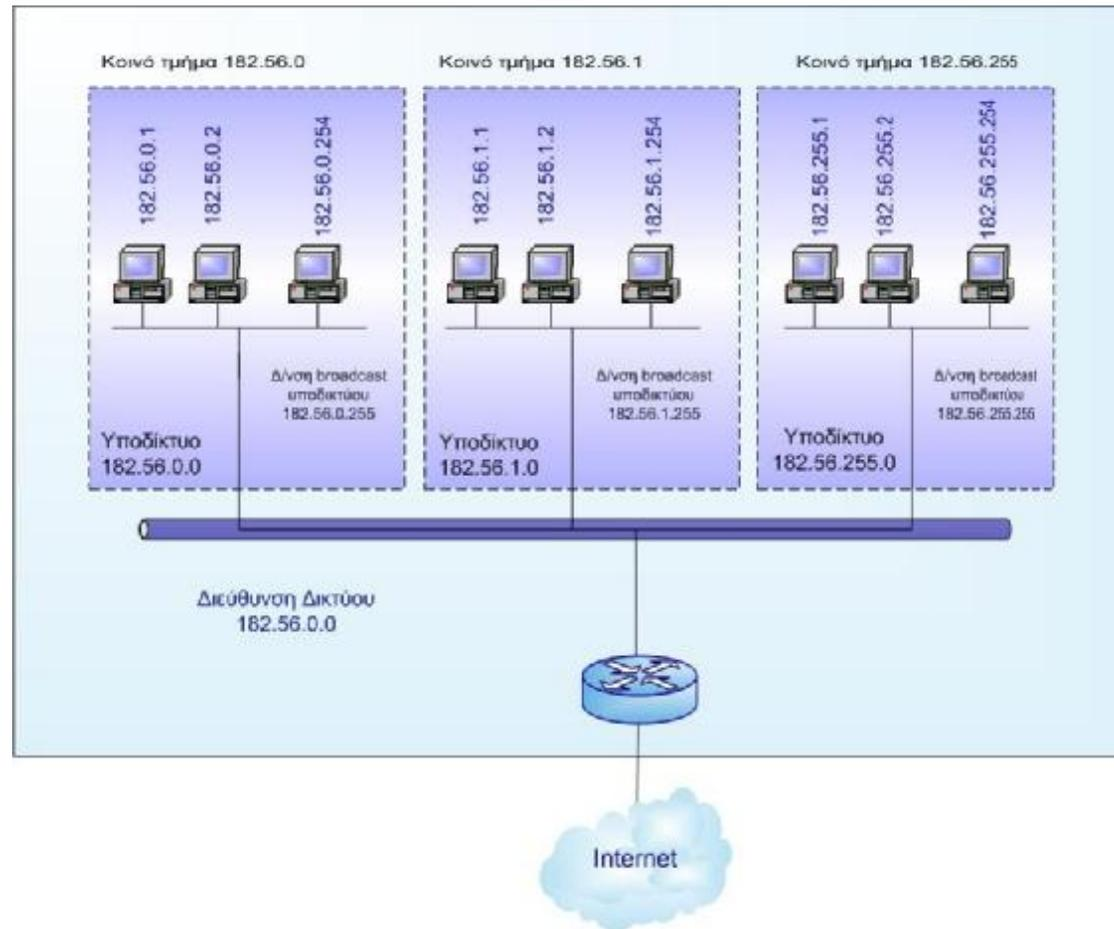 Κοινό τμήμα 182.56.0
Κοινό τμήμα 182.56.1
Κοινό τμήμα 182.56.255
182.56.0.1
182.56.0.2
182.56.0.254
182.56.1.1
182.56.1.2
182.56.1.254
182.56.255.1
182.56.255.2
182.56.255.254
Δ/νση broadcast
υποδικτύου
182.56.0.255
Υποδίκτυο
182.56.0.0
Δ/νση broadcast
υποδικτύου
182.56.1.255
Υποδίκτυο
182.56.1.0
Δ/νση broadcast
υποδικτύου
182.56.255.255
Υποδίκτυο
182.56.255.0
Διεύθυνση Δικτύου
182.56.0.0
Internet